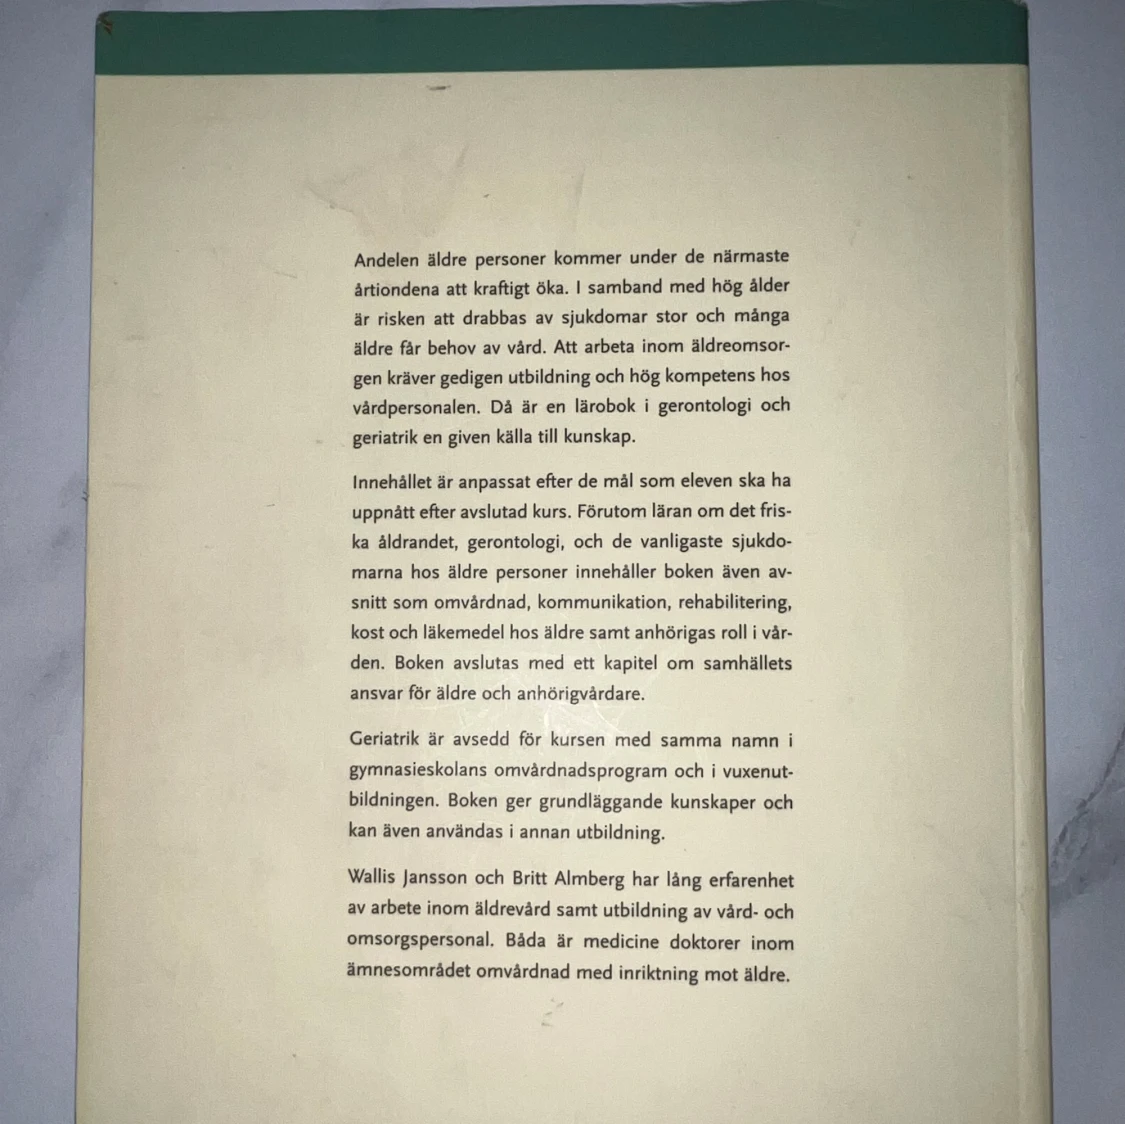 Andelen äldre personer kommer under de närmaste
årtiondena att kraftigt öka. I samband med hög ålder
är risken att drabbas av sjukdomar stor och många
äldre får behov av vård. Att arbeta inom äldreomsor-
gen kräver gedigen utbildning och hög kompetens hos
vårdpersonalen. Då är en lärobok i gerontologi och
geriatrik en given källa till kunskap.
Innehållet är anpassat efter de mål som eleven ska ha
uppnått efter avslutad kurs. Förutom läran om det fris-
ka åldrandet, gerontologi, och de vanligaste sjukdo-
marna hos äldre personer innehåller boken även av-
snitt som omvårdnad, kommunikation, rehabilitering,
kost och läkemedel hos äldre samt anhörigas roll i vår-
den. Boken avslutas med ett kapitel om samhällets
ansvar för äldre och anhörigvårdare.
Geriatrik är avsedd för kursen med samma namn i
gymnasieskolans omvårdnadsprogram och i vuxenut-
bildningen. Boken ger grundläggande kunskaper och
kan även användas i annan utbildning.
Wallis Jansson och Britt Almberg har lång erfarenhet
av arbete inom äldrevård samt utbildning av vård- och
omsorgspersonal. Båda är medicine doktorer inom
ämnesområdet omvårdnad med inriktning mot äldre.